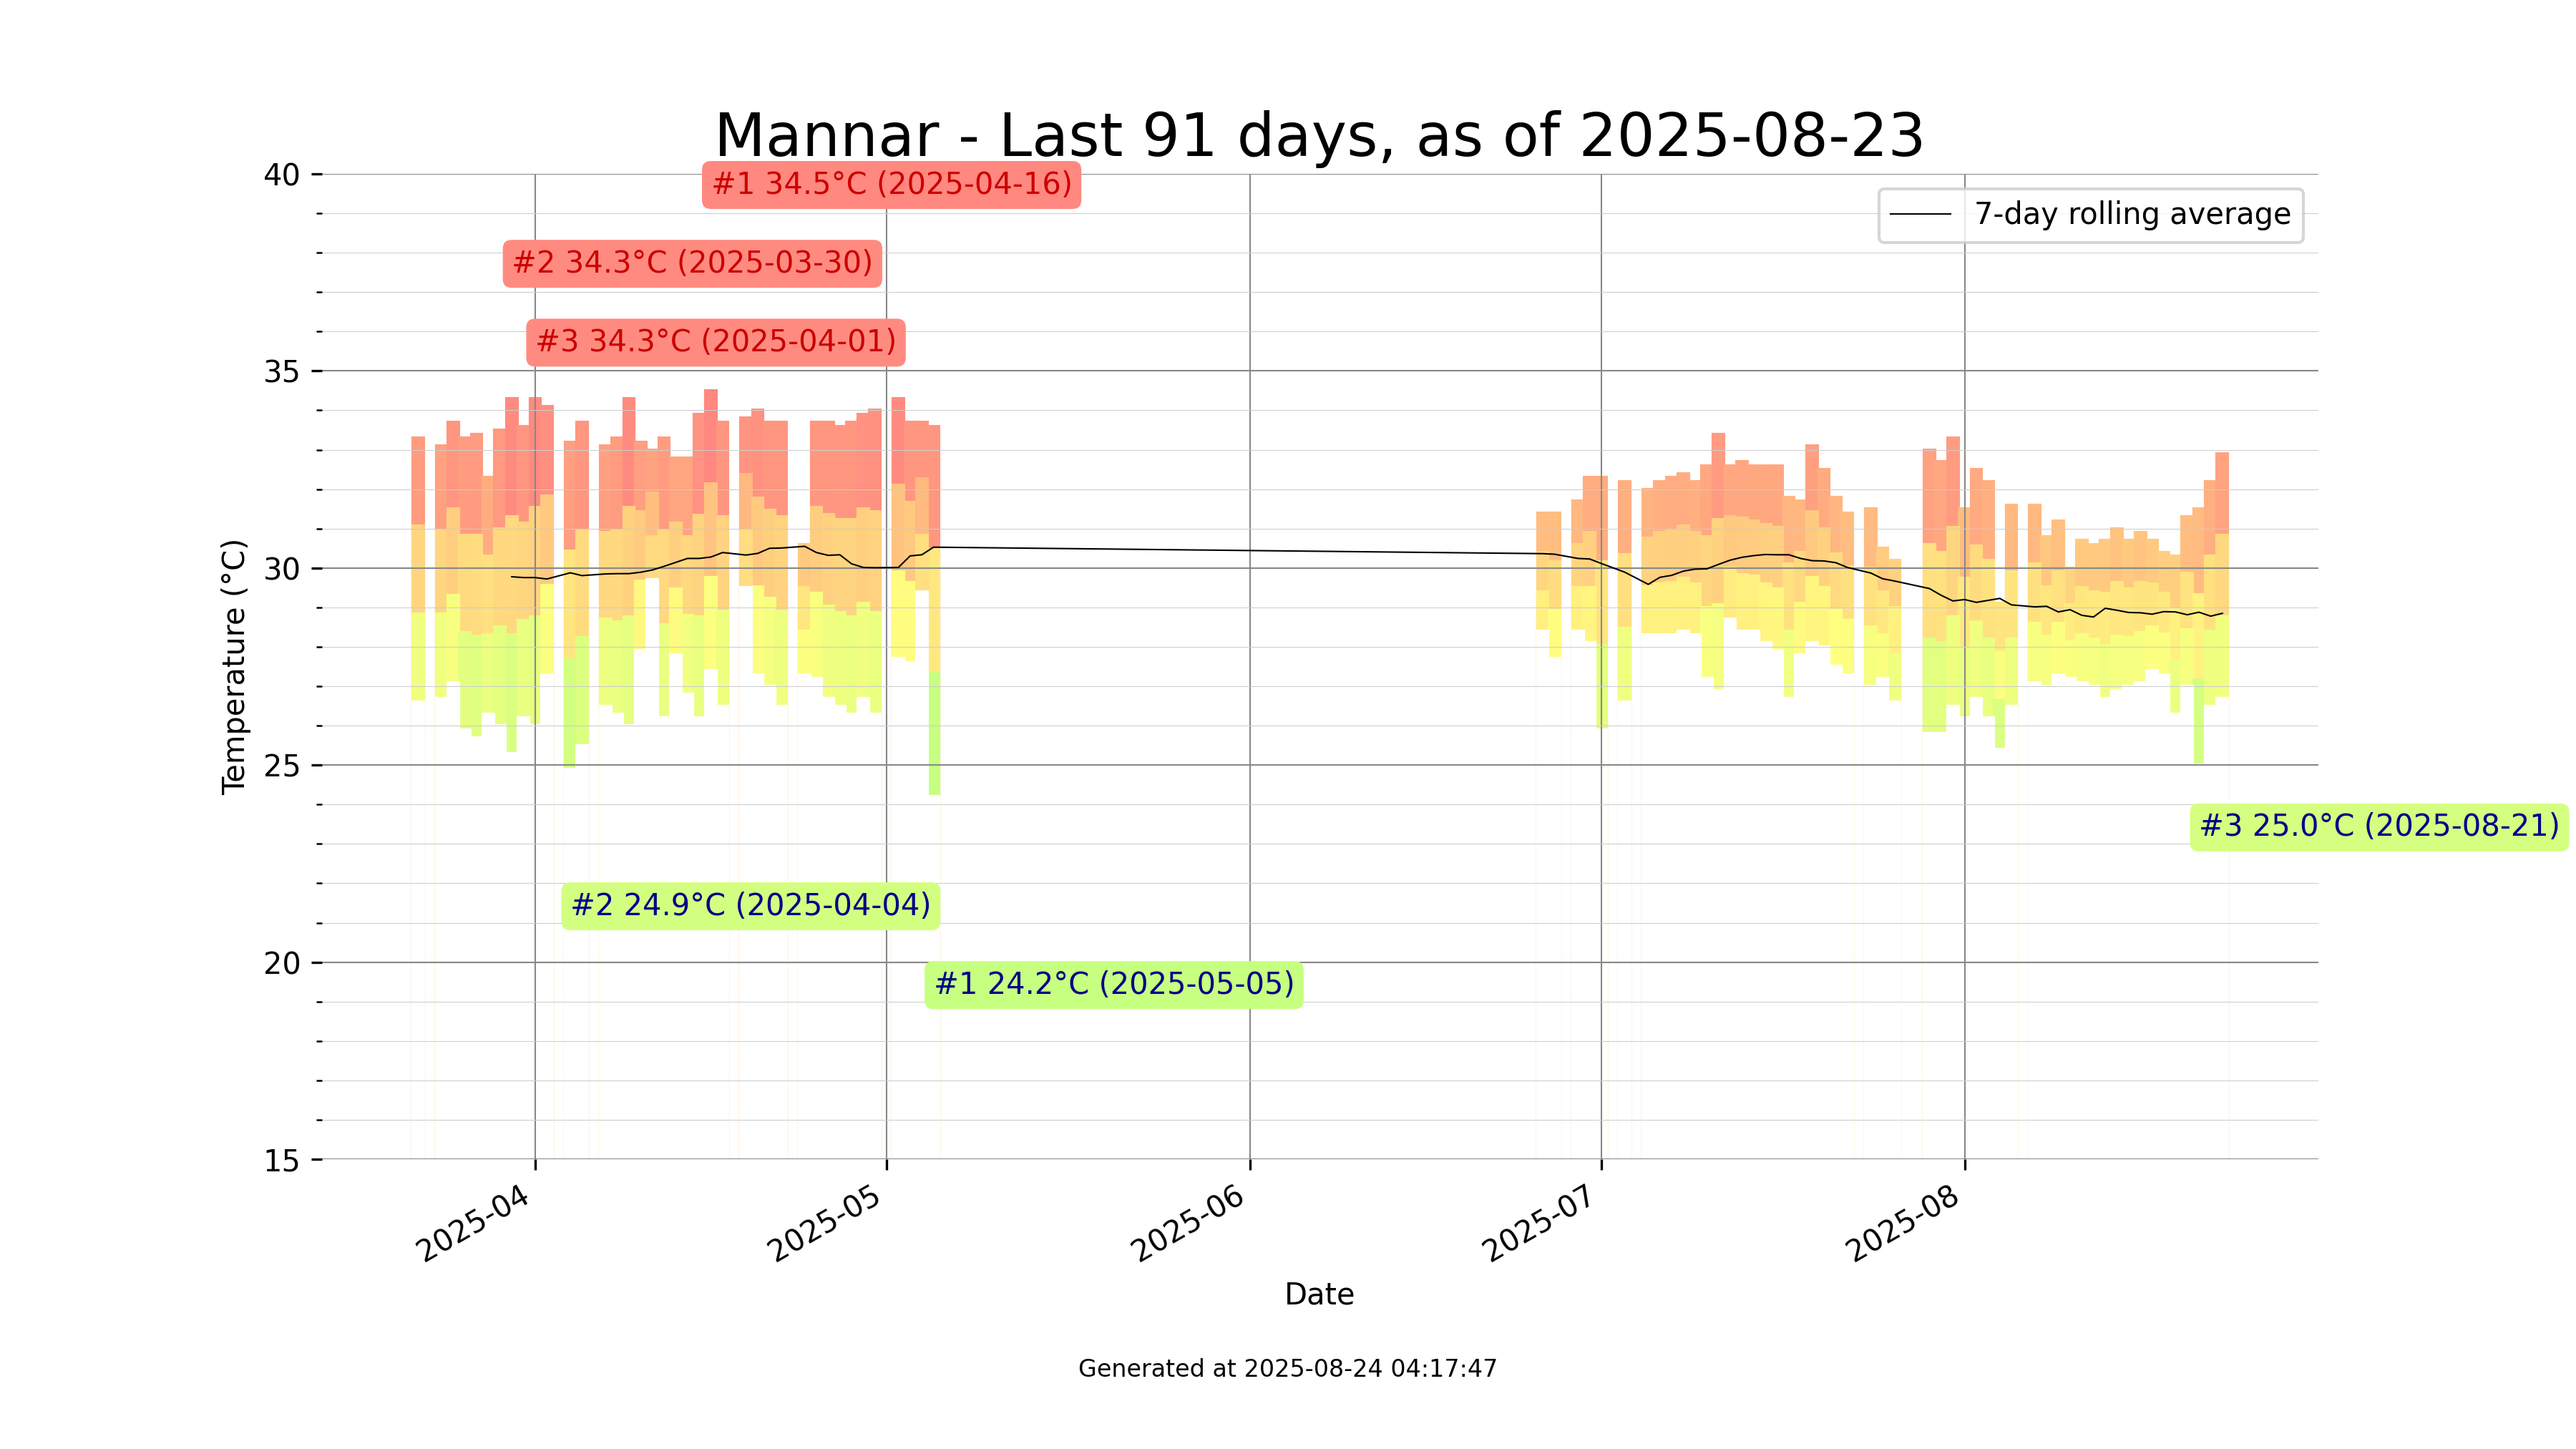 Mannar - Last 91 days, as of 2025-08-23
#1 34.5°C (2025-04-16)
#2 34.3°C (2025-03-30)
#3 34.3°C (2025-04-01)
7-day rolling average
40
35
30
25
20
15
Temperature (°C)
#3 25.0°C (2025-08-21)
#2 24.9°C (2025-04-04)
#1 24.2°C (2025-05-05)
2025-04
2025-05
2025-06
2025-07
2025-08
Date
Generated at 2025-08-24 04:17:47